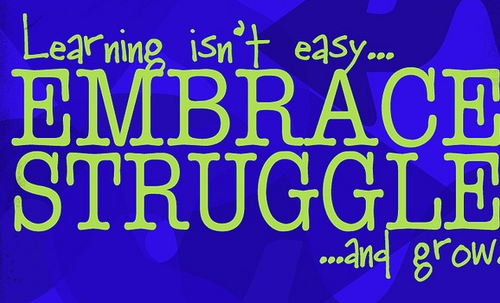 Learning isn't easy...
EMBRACE
STRUGGLE
...and grow.